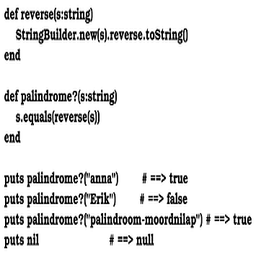 def reverse(s:string)
StringBuilder.new(s).reverse.toString()
end
def palindrome?(s:string)
s.equals(reverse(s))
end
puts palindrome?("anna") # ==> true
puts palindrome?("Erik") # ==> false
puts palindrome?("palindroom-moordnilap") # ==> true
puts nil # ==> null